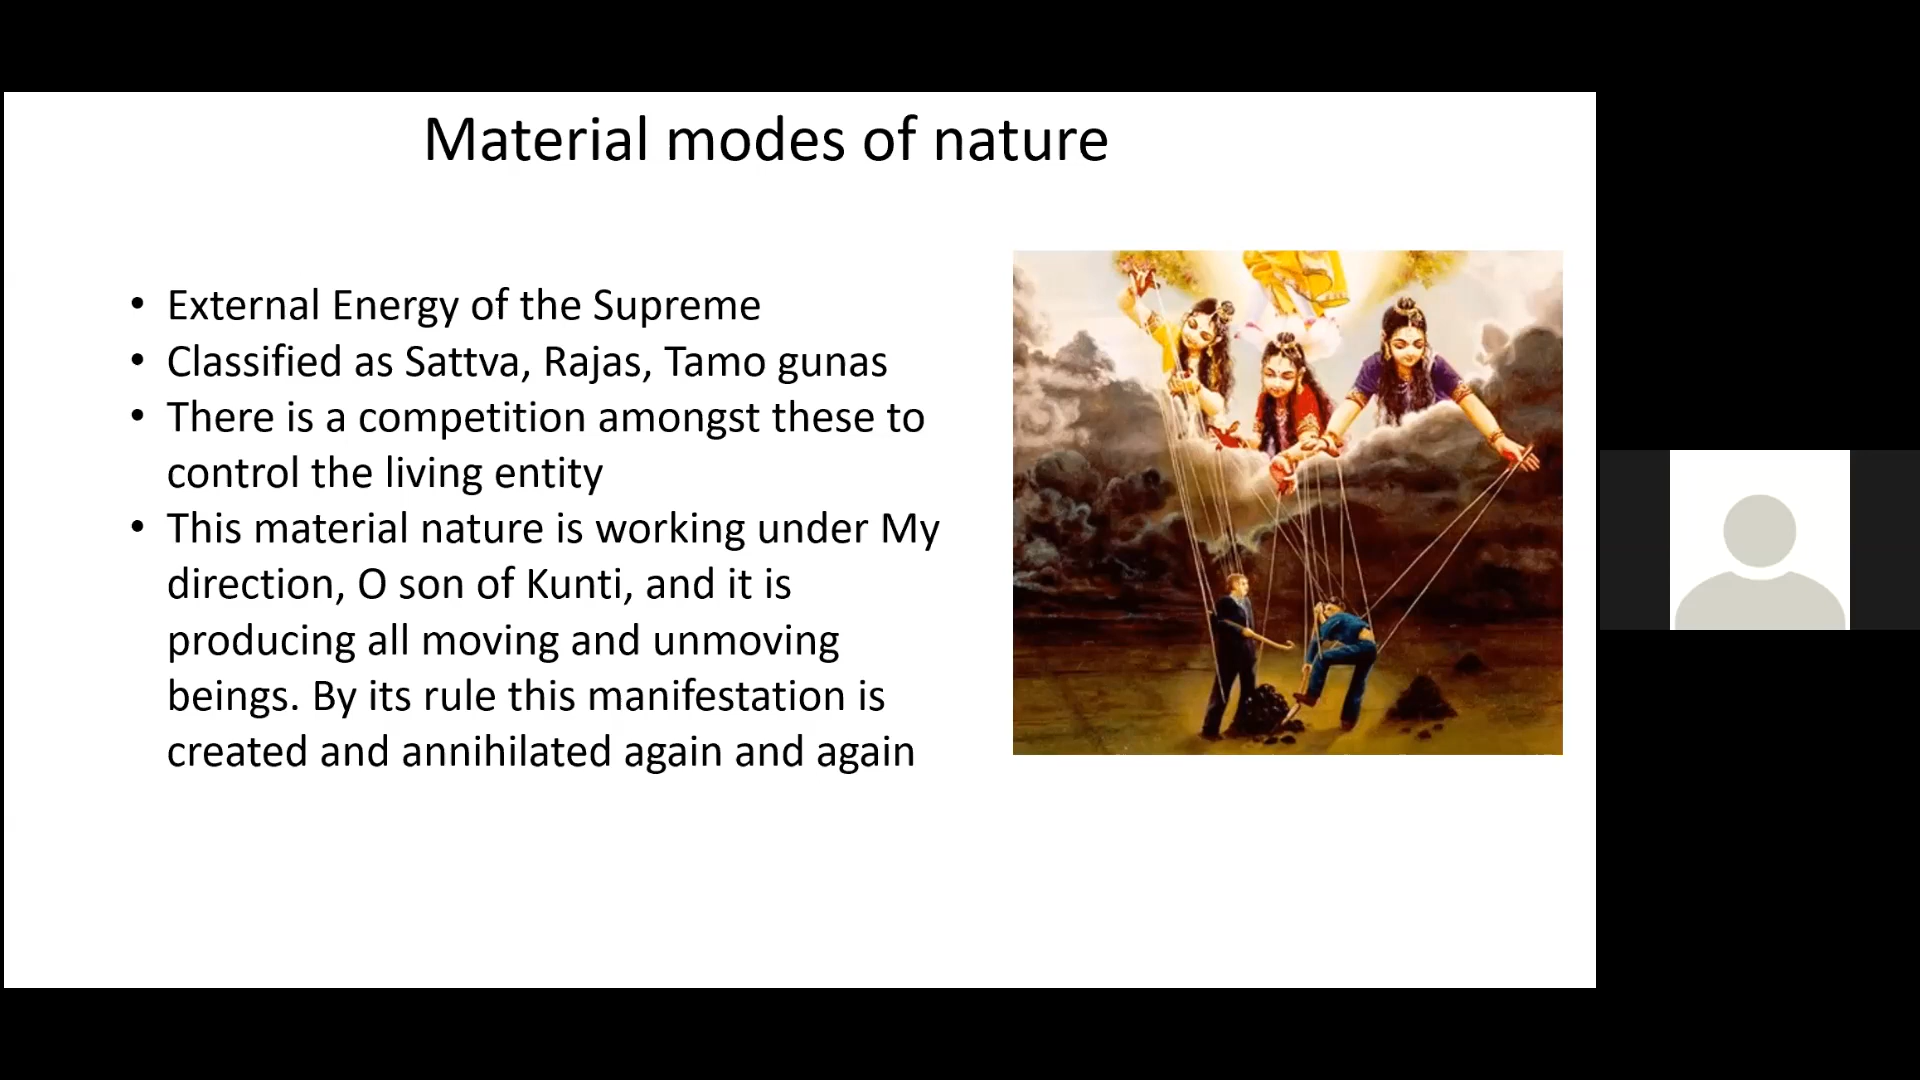 Material modes of nature
• External Energy of the Supreme
• Classified as Sattva, Rajas, Tamo gunas
• There is a competition amongst these to
control the living entity
• This material nature is working under My
direction, O son of Kunti, and it is
producing all moving and unmoving
beings. By its rule this manifestation is
created and annihilated again and again